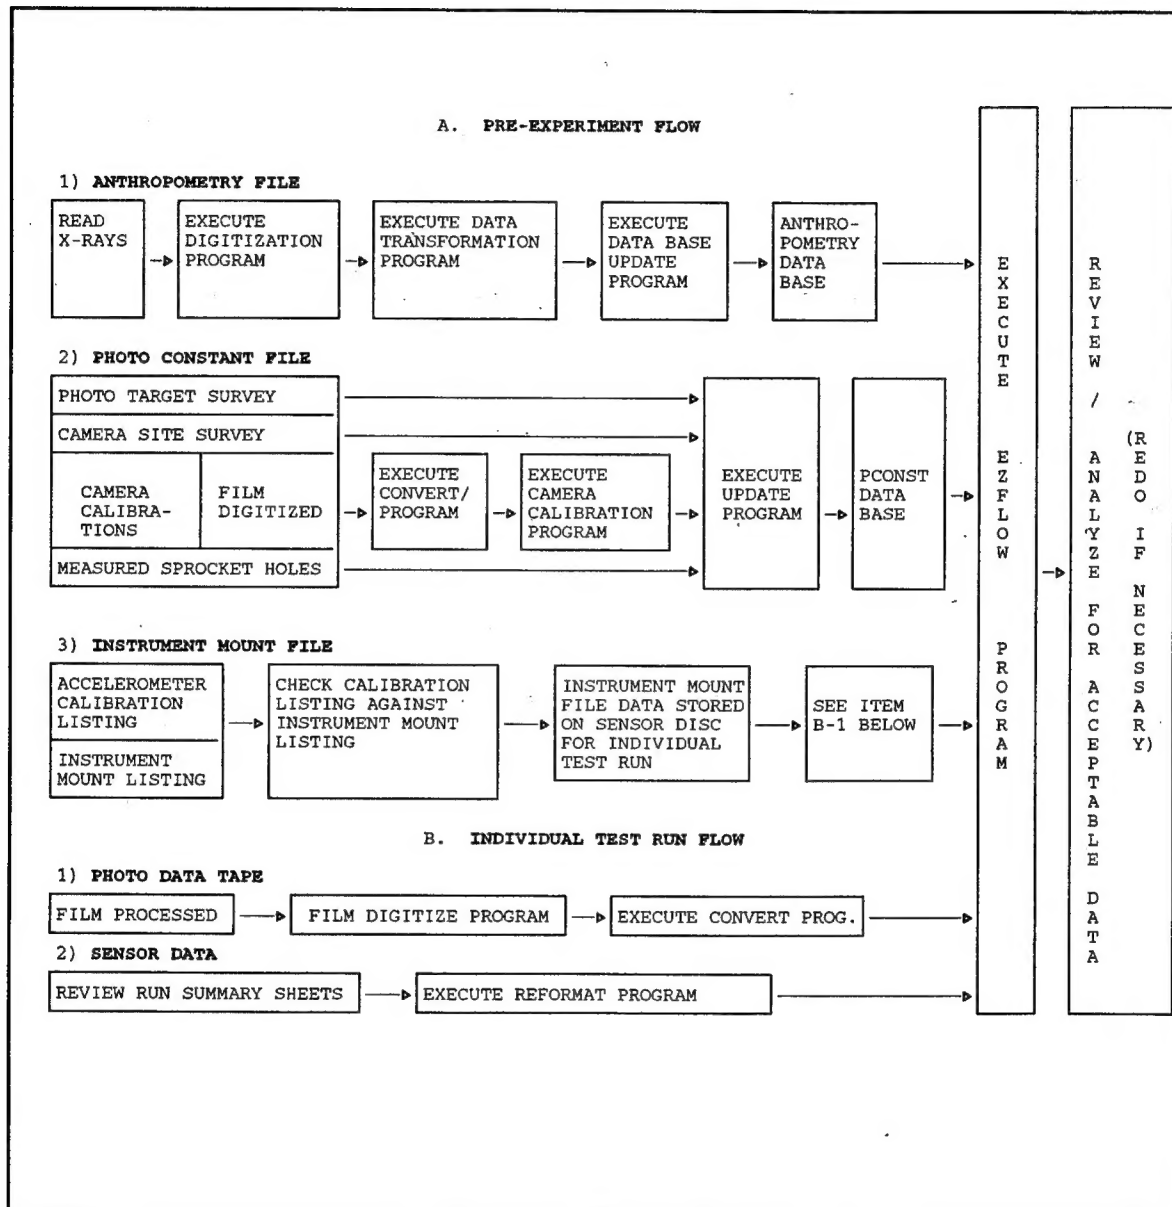 A. PRE-EXPERIMENT FLOW
1) ANTHROPOMETRY FILE
READ
X-RAYS
EXECUTE
DIGITIZATION
PROGRAM
EXECUTE DATA
TRANSFORMATION
PROGRAM
EXECUTE
DATA BASE
UPDATE
PROGRAM
ANTHRO-
POMETRY
DATA
BASE
2) PHOTO CONSTANT FILE
PHOTO TARGET SURVEY
CAMERA SITE SURVEY
CAMERA
CALIBRA-
TIONS
FILM
DIGITIZED
EXECUTE
CONVERT/
PROGRAM
EXECUTE
CAMERA
CALIBRATION
PROGRAM
MEASURED SPROCKET HOLES
EXECUTE
UPDATE
PROGRAM
PCONST
DATA
BASE
3) INSTRUMENT MOUNT FILE
ACCELEROMETER
CALIBRATION
LISTING
INSTRUMENT
MOUNT LISTING
CHECK CALIBRATION
LISTING AGAINST
INSTRUMENT MOUNT
LISTING
INSTRUMENT MOUNT
FILE DATA STORED
ON SENSOR DISC
FOR INDIVIDUAL
TEST RUN
SEE ITEM
B-1 BELOW
B. INDIVIDUAL TEST RUN FLOW
1) PHOTO DATA TAPE
FILM PROCESSED
FILM DIGITIZE PROGRAM
EXECUTE CONVERT PROG.
2) SENSOR DATA
REVIEW RUN SUMMARY SHEETS
EXECUTE REFORMAT PROGRAM
EXECUTE EZFLOW PROGRAM
REVIEW / ANALYZE FOR ACCEPTABLE DATA
(REDO IF NECESSARY)